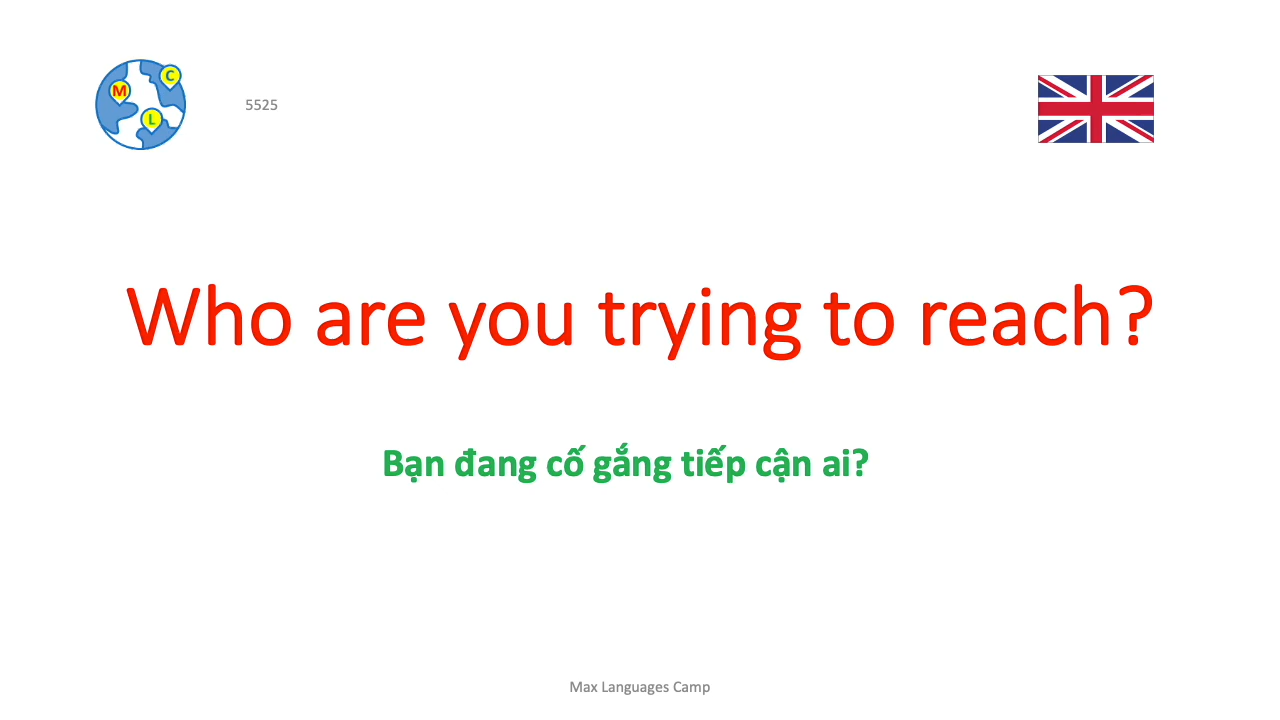 M
C
L
5525
Who are you trying to reach?
Bạn đang cố gắng tiếp cận ai?
Max Languages Camp